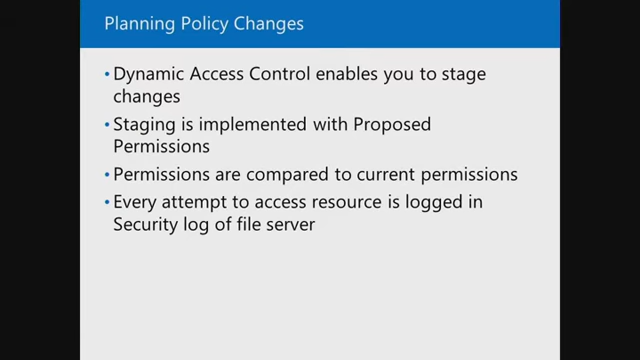 Planning Policy Changes
• Dynamic Access Control enables you to stage
changes
• Staging is implemented with Proposed
Permissions
• Permissions are compared to current permissions
• Every attempt to access resource is logged in
Security log of file server